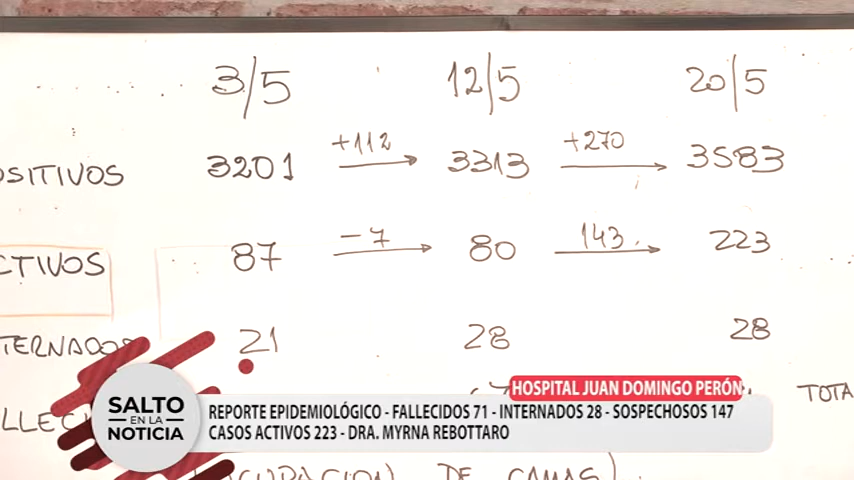 3/5 12/5 20/5
+112 +270
OSITIVOS 3201 3313 3583
-7 143.
CTIVOS 87 80 223
TERNADOS 21 28 28
HOSPITAL JUAN DOMINGO PERÓN
TOTA
LLEC
SALTO EN LA NOTICIA
REPORTE EPIDEMIOLÓGICO - FALLECIDOS 71 - INTERNADOS 28 - SOSPECHOSOS 147
CASOS ACTIVOS 223 - DRA. MYRNA REBOTTARO
DE CAMAS)